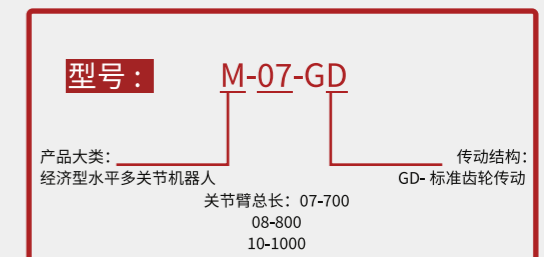 型号： M-07-GD
产品大类：
经济型水平多关节机器人
传动结构：
GD- 标准齿轮传动
关节臂总长：07-700
08-800
10-1000